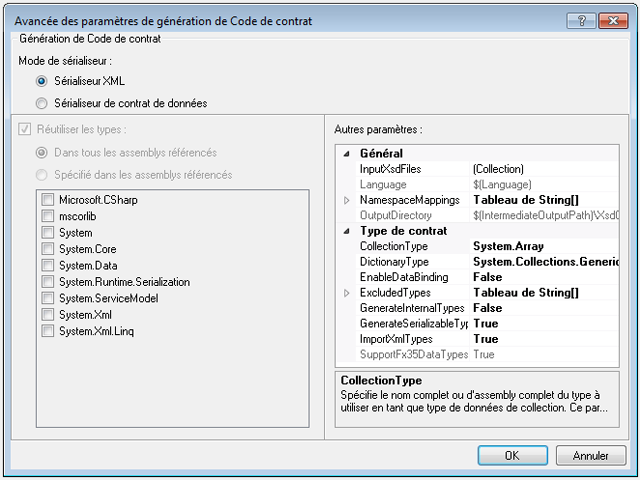 Avancée des paramètres de génération de Code de contrat
Génération de Code de contrat
Mode de sérialiseur :
Sérialiseur XML
Sérialiseur de contrat de données
Réutiliser les types :
Dans tous les assemblys référencés
Spécifié dans les assemblys référencés
Microsoft.CSharp
mscorlib
System
System.Core
System.Data
System.Runtime.Serialization
System.ServiceModel
System.Xml
System.Xml.Linq
Autres paramètres :
Général
InputXsdFiles (Collection)
Language $(Language)
NamespaceMappings Tableau de String[]
OutputDirectory $(IntermediateOutputPath)\XsdG
Type de contrat
CollectionType System.Array
DictionaryType System.Collections.Generic
EnableDataBinding False
ExcludedTypes Tableau de String[]
GenerateInternalTypes False
GenerateSerializableTyp True
ImportXmlTypes True
SupportFx35DataTypes True
CollectionType
Spécifie le nom complet ou d'assembly complet du type à
utiliser en tant que type de données de collection. Ce par...
OK
Annuler